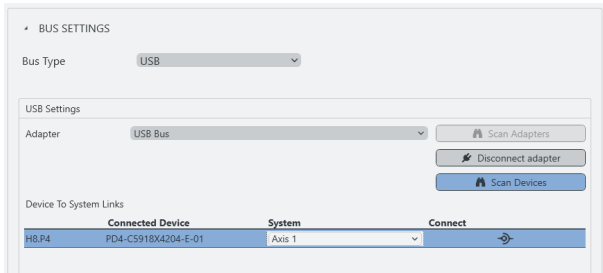 BUS SETTINGS
Bus Type USB
USB Settings
Adapter USB Bus Scan Adapters
Disconnect adapter
Scan Devices
Device To System Links
Connected Device System Connect
H8.P4 PD4-C5918X4204-E-01 Axis 1